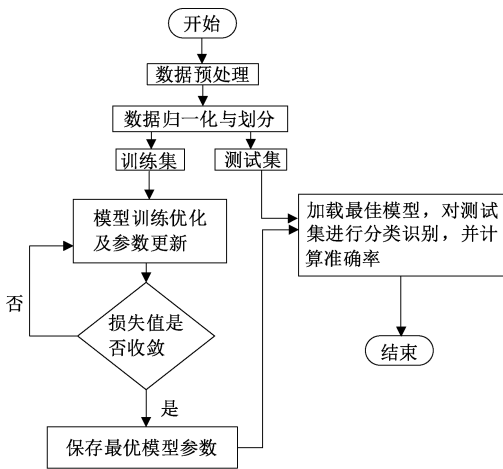 开始
数据预处理
数据归一化与划分
训练集
测试集
模型训练优化
及参数更新
加载最佳模型，对测试
集进行分类识别，并计
算准确率
否
损失值是
否收敛
结束
是
保存最优模型参数